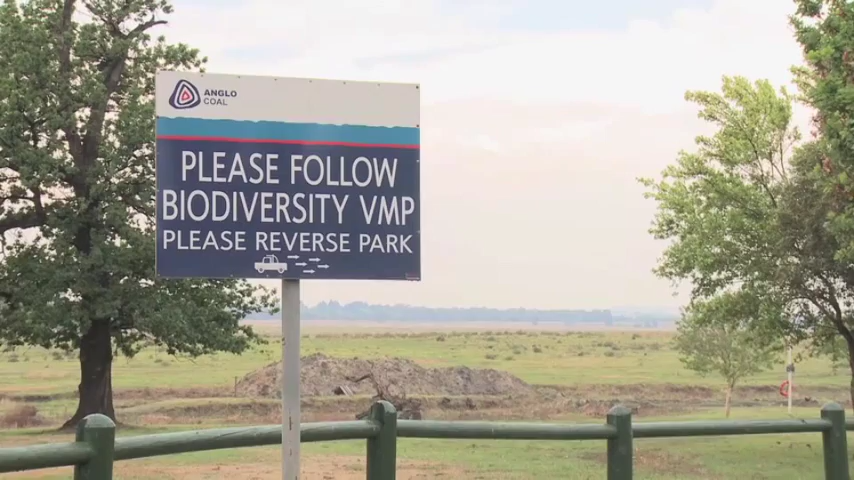 ANGLO
COAL
PLEASE FOLLOW
BIODIVERSITY VMP
PLEASE REVERSE PARK